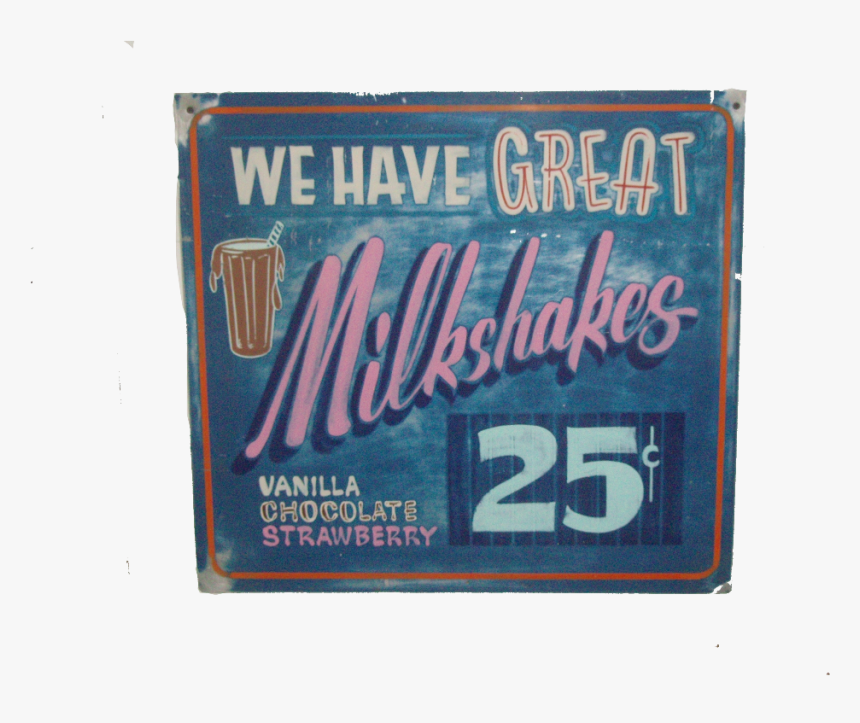 WE HAVE GREAT
Milkshakes
25¢
VANILLA
CHOCOLATE
STRAWBERRY